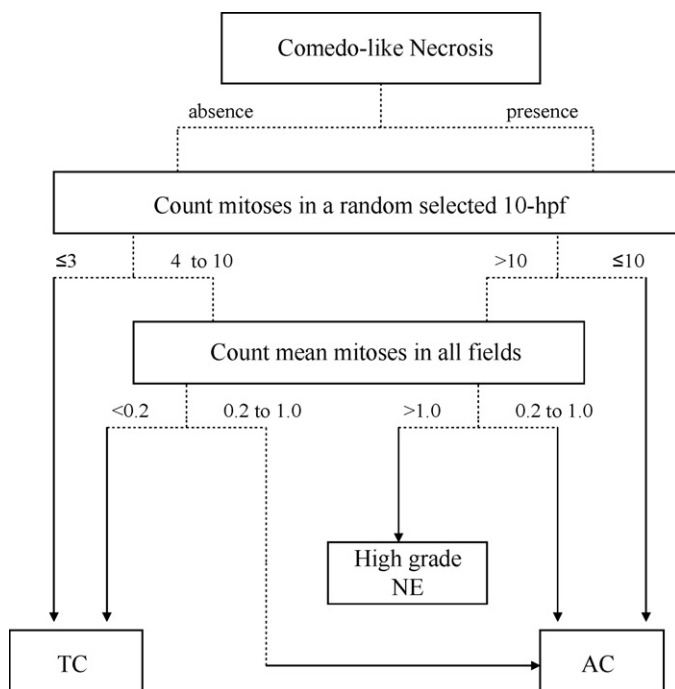 Comedo-like Necrosis
absence
presence
Count mitoses in a random selected 10-hpf
≤3
4 to 10
>10
≤10
Count mean mitoses in all fields
<0.2
0.2 to 1.0
>1.0
0.2 to 1.0
High grade
NE
TC
AC